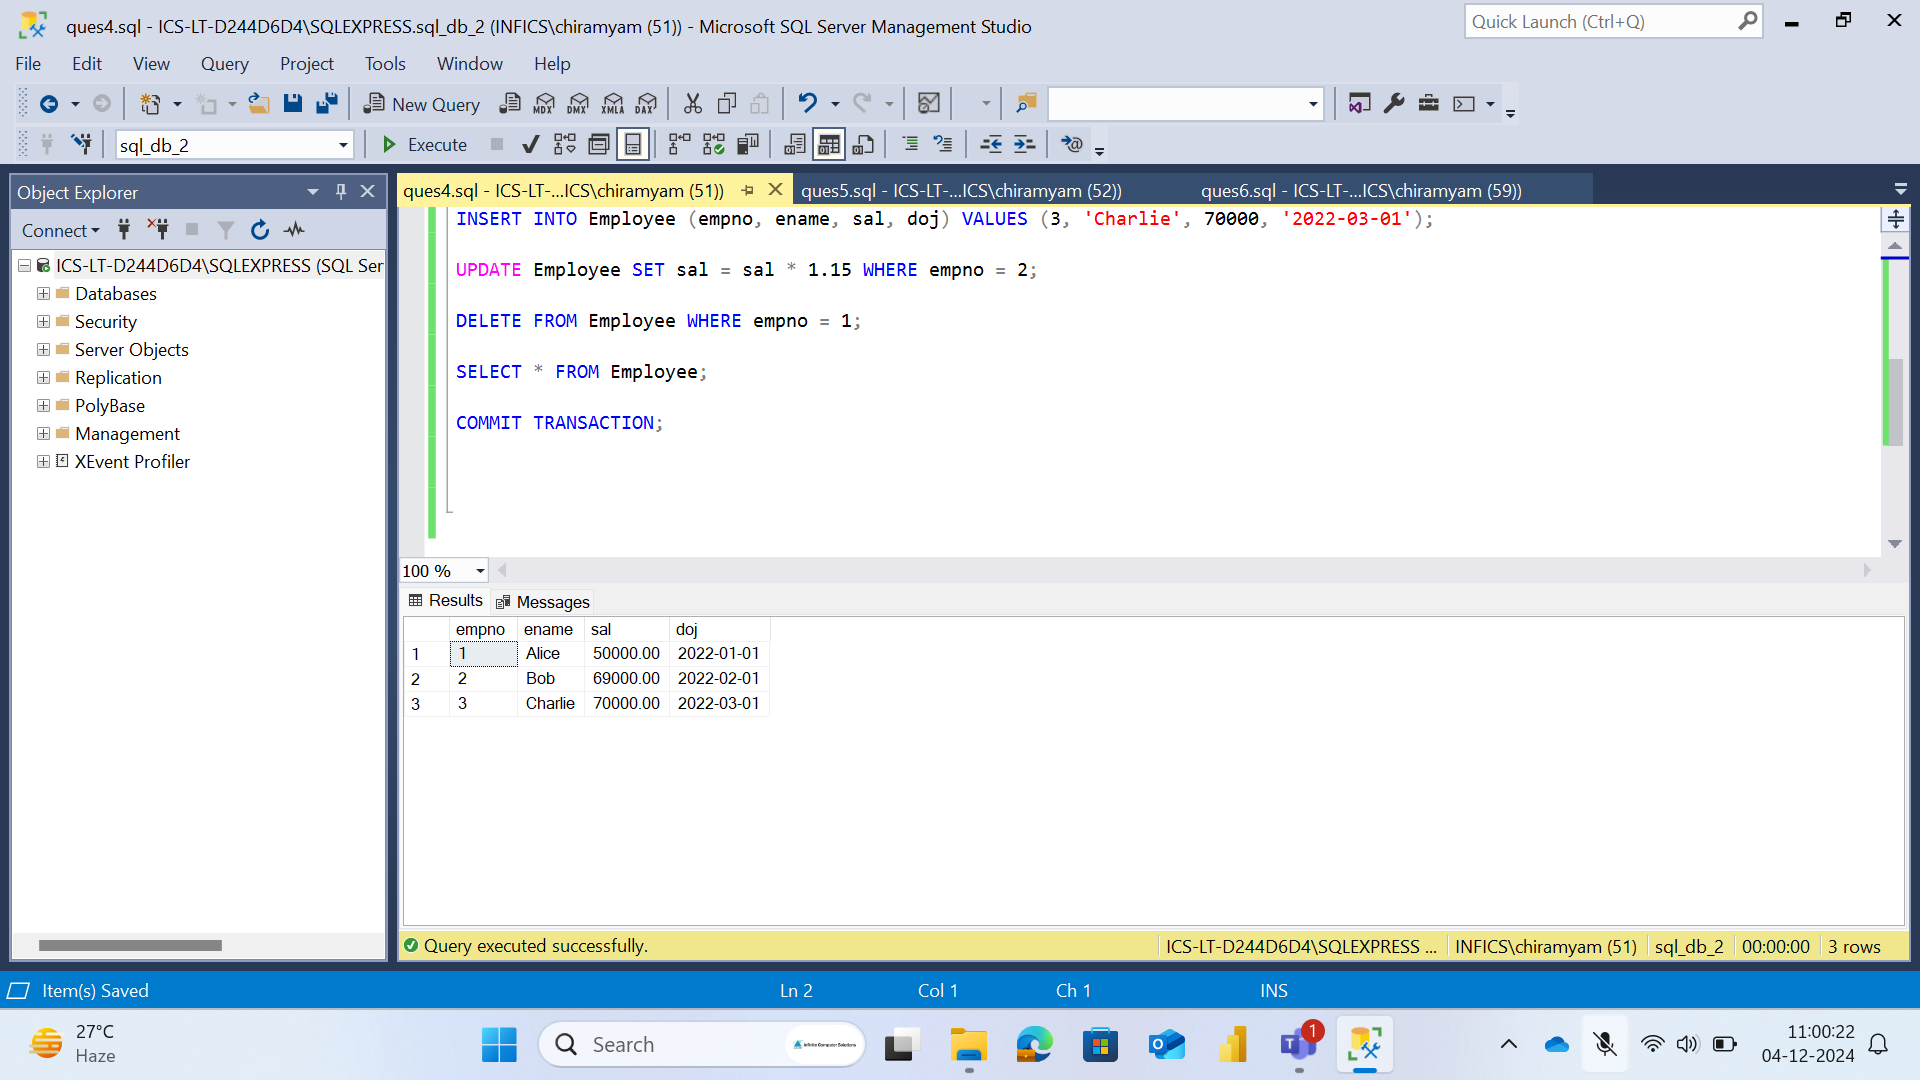 ques4.sql - ICS-LT-D244D6D4\SQLEXPRESS.sql_db_2 (INFICS\chiramyam (51)) - Microsoft SQL Server Management Studio
Quick Launch (Ctrl+Q)
File Edit View Query Project Tools Window Help
New Query MDX DMX XMLA DAX
sql_db_2 Execute
Object Explorer
Connect
ICS-LT-D244D6D4\SQLEXPRESS (SQL Ser
Databases
Security
Server Objects
Replication
PolyBase
Management
XEvent Profiler
ques4.sql - ICS-LT-...ICS\chiramyam (51)) ques5.sql - ICS-LT-...ICS\chiramyam (52)) ques6.sql - ICS-LT-...ICS\chiramyam (59))
INSERT INTO Employee (empno, ename, sal, doj) VALUES (3, 'Charlie', 70000, '2022-03-01');
UPDATE Employee SET sal = sal * 1.15 WHERE empno = 2;
DELETE FROM Employee WHERE empno = 1;
SELECT * FROM Employee;
COMMIT TRANSACTION;
100 %
Results Messages
empno ename sal doj
1 1 Alice 50000.00 2022-01-01
2 2 Bob 69000.00 2022-02-01
3 3 Charlie 70000.00 2022-03-01
Query executed successfully. ICS-LT-D244D6D4\SQLEXPRESS ... INFICS\chiramyam (51) sql_db_2 00:00:00 3 rows
Item(s) Saved Ln 2 Col 1 Ch 1 INS
27°C
Haze
Search
Infinite Computer Solutions
1
11:00:22
04-12-2024